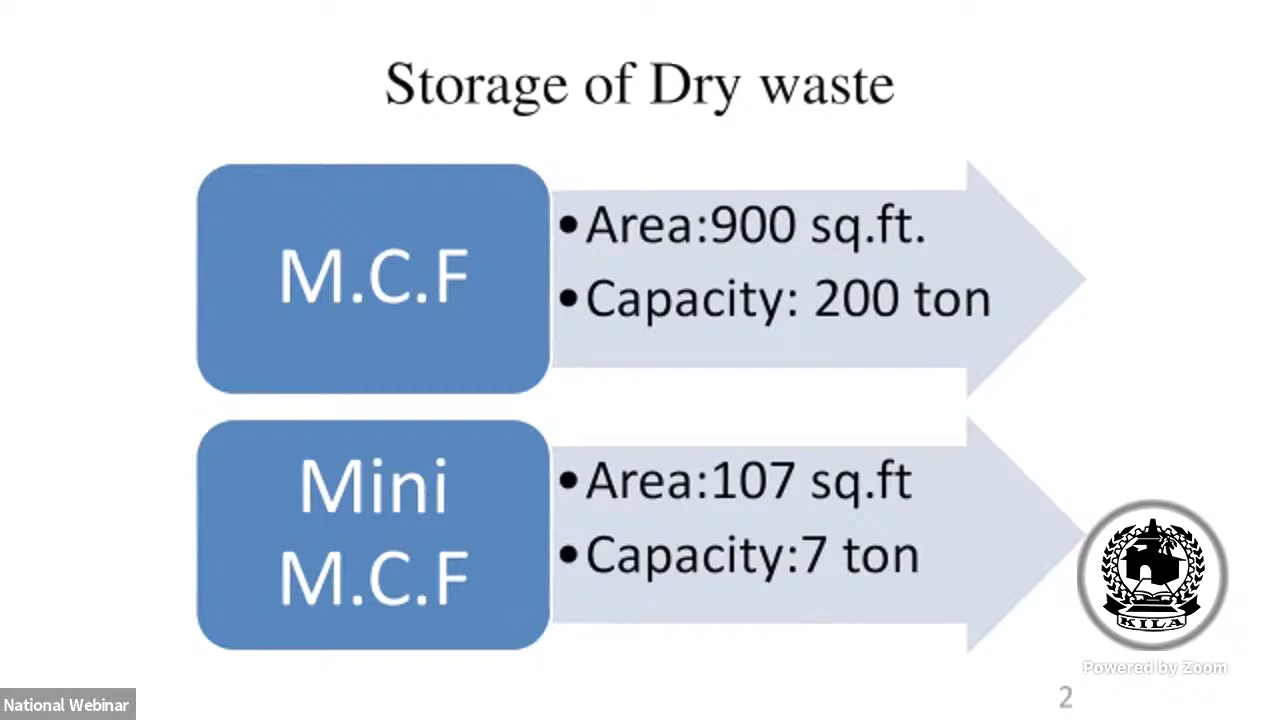 Storage of Dry waste
M.C.F
•Area:900 sq.ft.
•Capacity: 200 ton
Mini
M.C.F
•Area:107 sq.ft
•Capacity:7 ton
KILA
Powered by Zoom
2
National Webinar